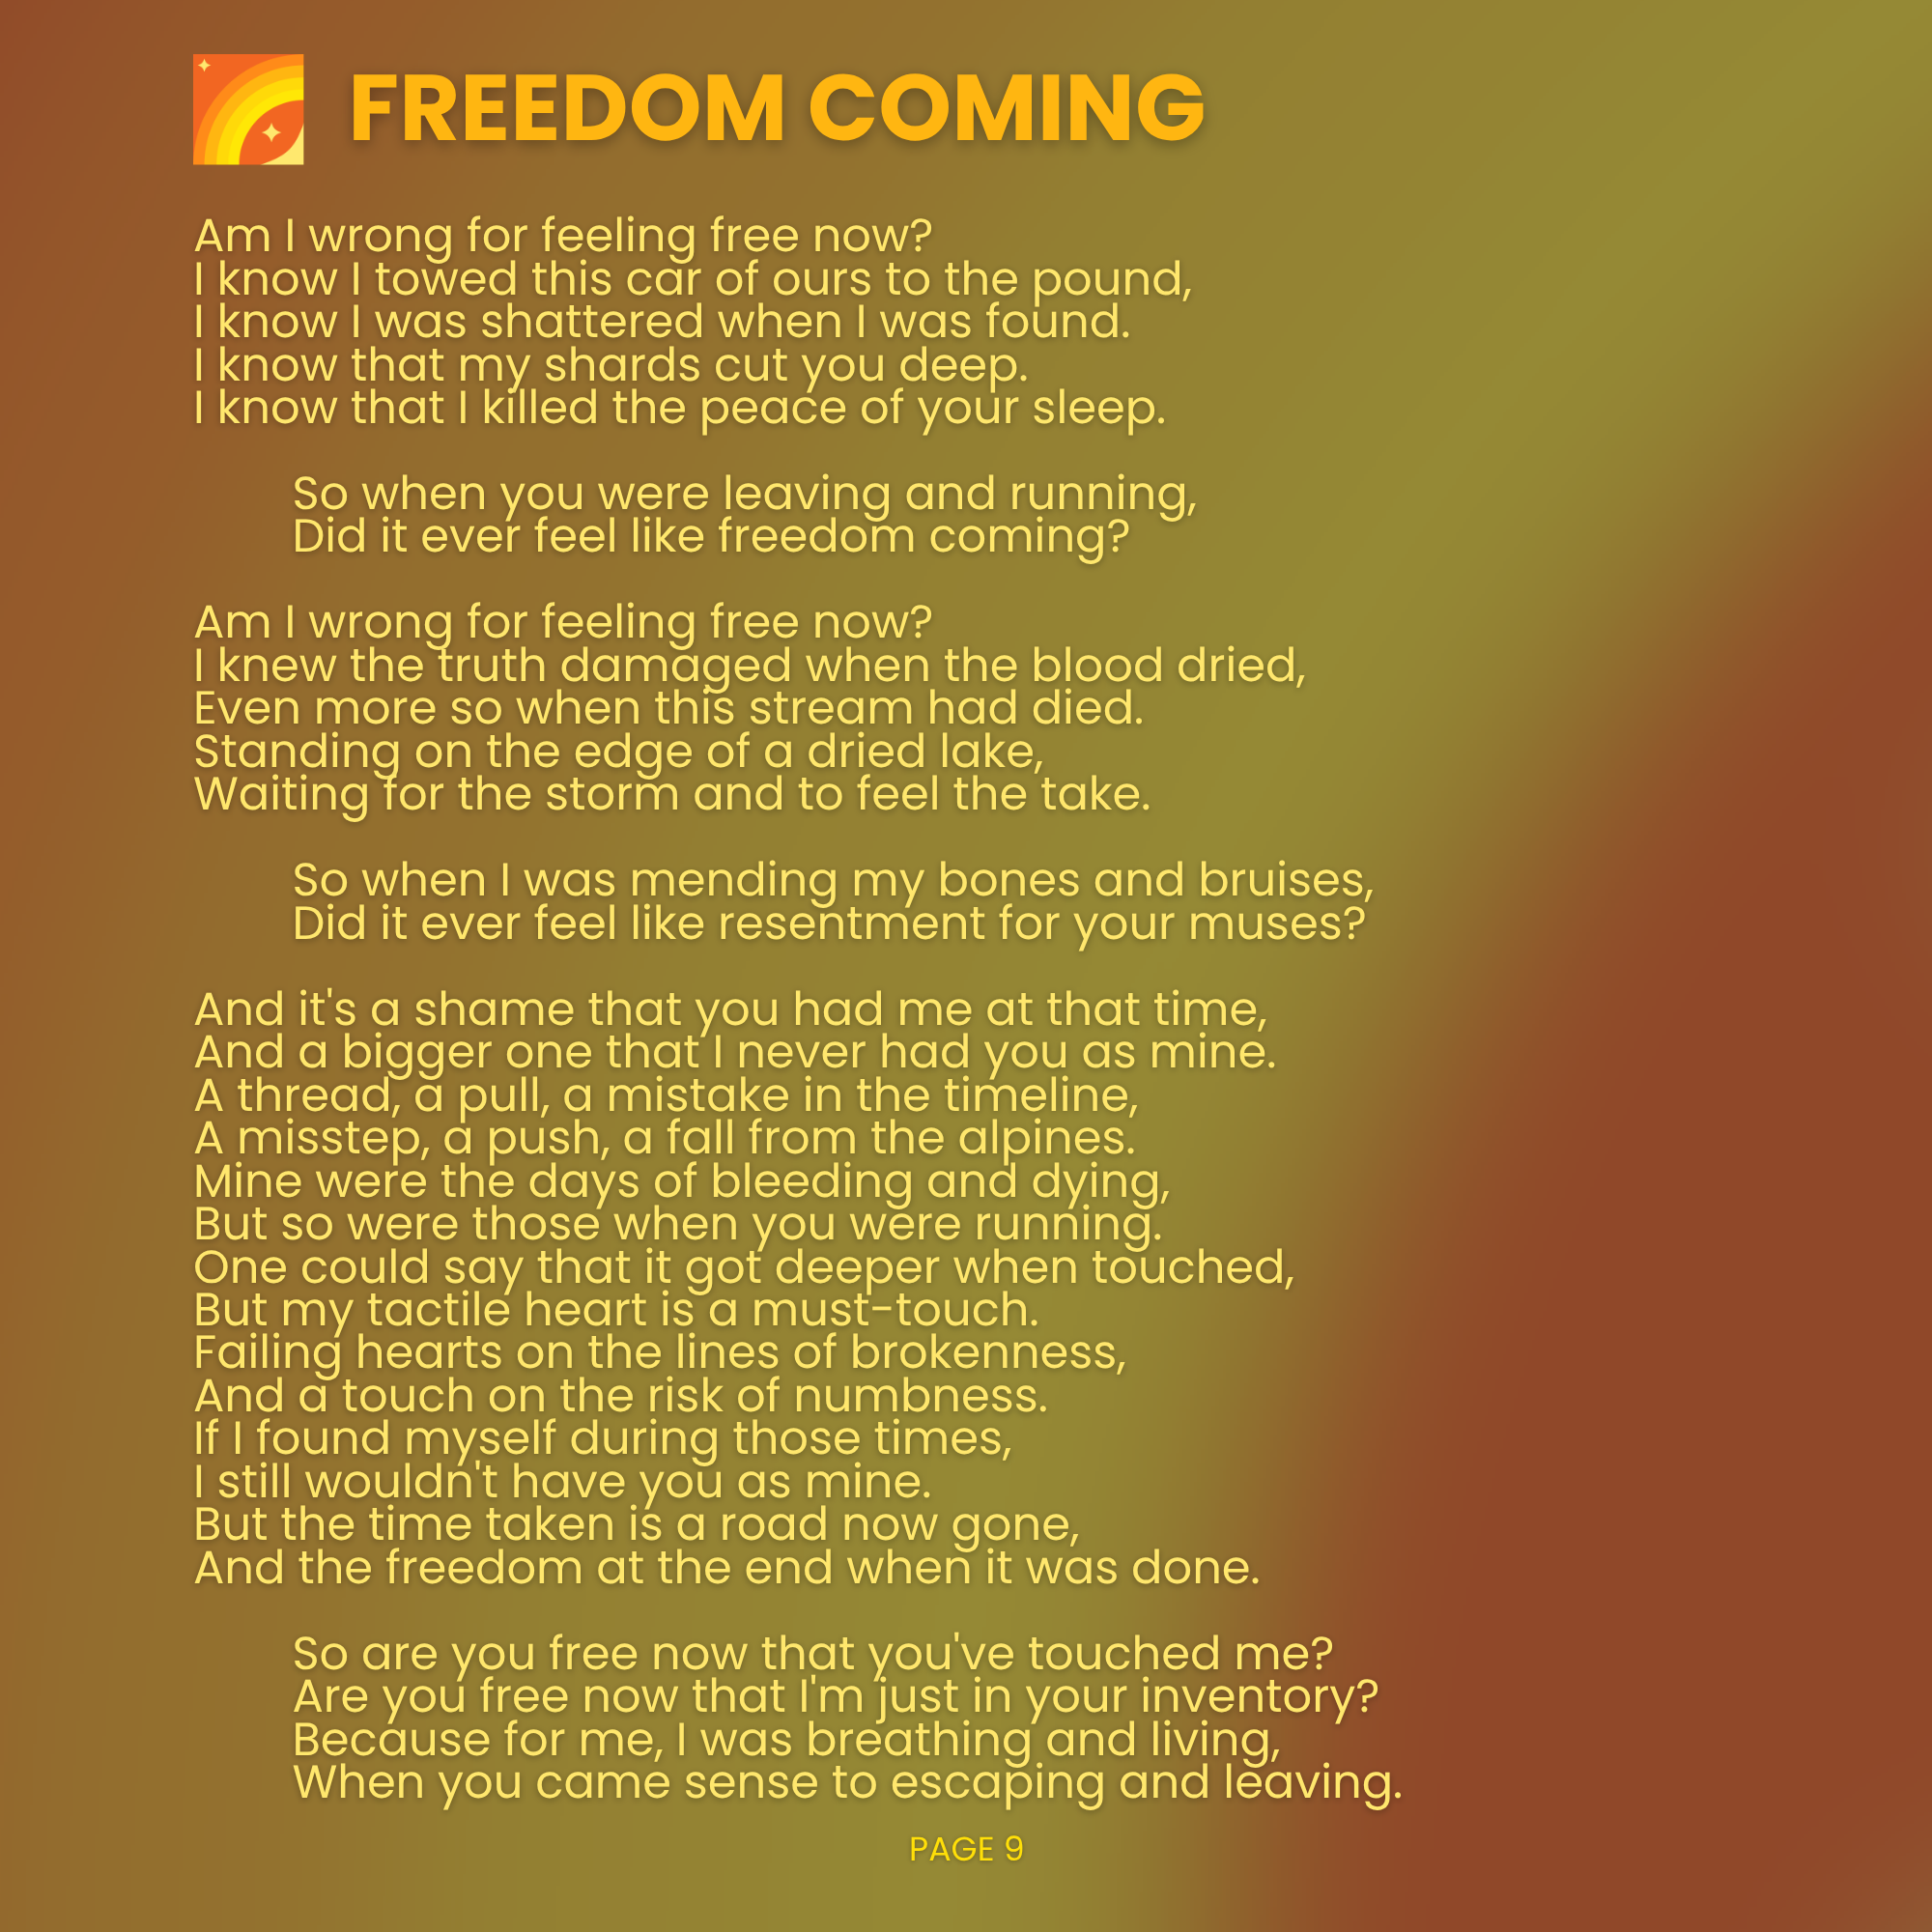 FREEDOM COMING
Am I wrong for feeling free now?
I know I towed this car of ours to the pound,
I know I was shattered when I was found.
I know that my shards cut you deep.
I know that I killed the peace of your sleep.
So when you were leaving and running,
Did it ever feel like freedom coming?
Am I wrong for feeling free now?
I knew the truth damaged when the blood dried,
Even more so when this stream had died.
Standing on the edge of a dried lake,
Waiting for the storm and to feel the take.
So when I was mending my bones and bruises,
Did it ever feel like resentment for your muses?
And it's a shame that you had me at that time,
And a bigger one that I never had you as mine.
A thread, a pull, a mistake in the timeline,
A misstep, a push, a fall from the alpines.
Mine were the days of bleeding and dying,
But so were those when you were running.
One could say that it got deeper when touched,
But my tactile heart is a must-touch.
Failing hearts on the lines of brokenness,
And a touch on the risk of numbness.
If I found myself during those times,
I still wouldn't have you as mine.
But the time taken is a road now gone,
And the freedom at the end when it was done.
So are you free now that you've touched me?
Are you free now that I'm just in your inventory?
Because for me, I was breathing and living,
When you came sense to escaping and leaving.
PAGE 9